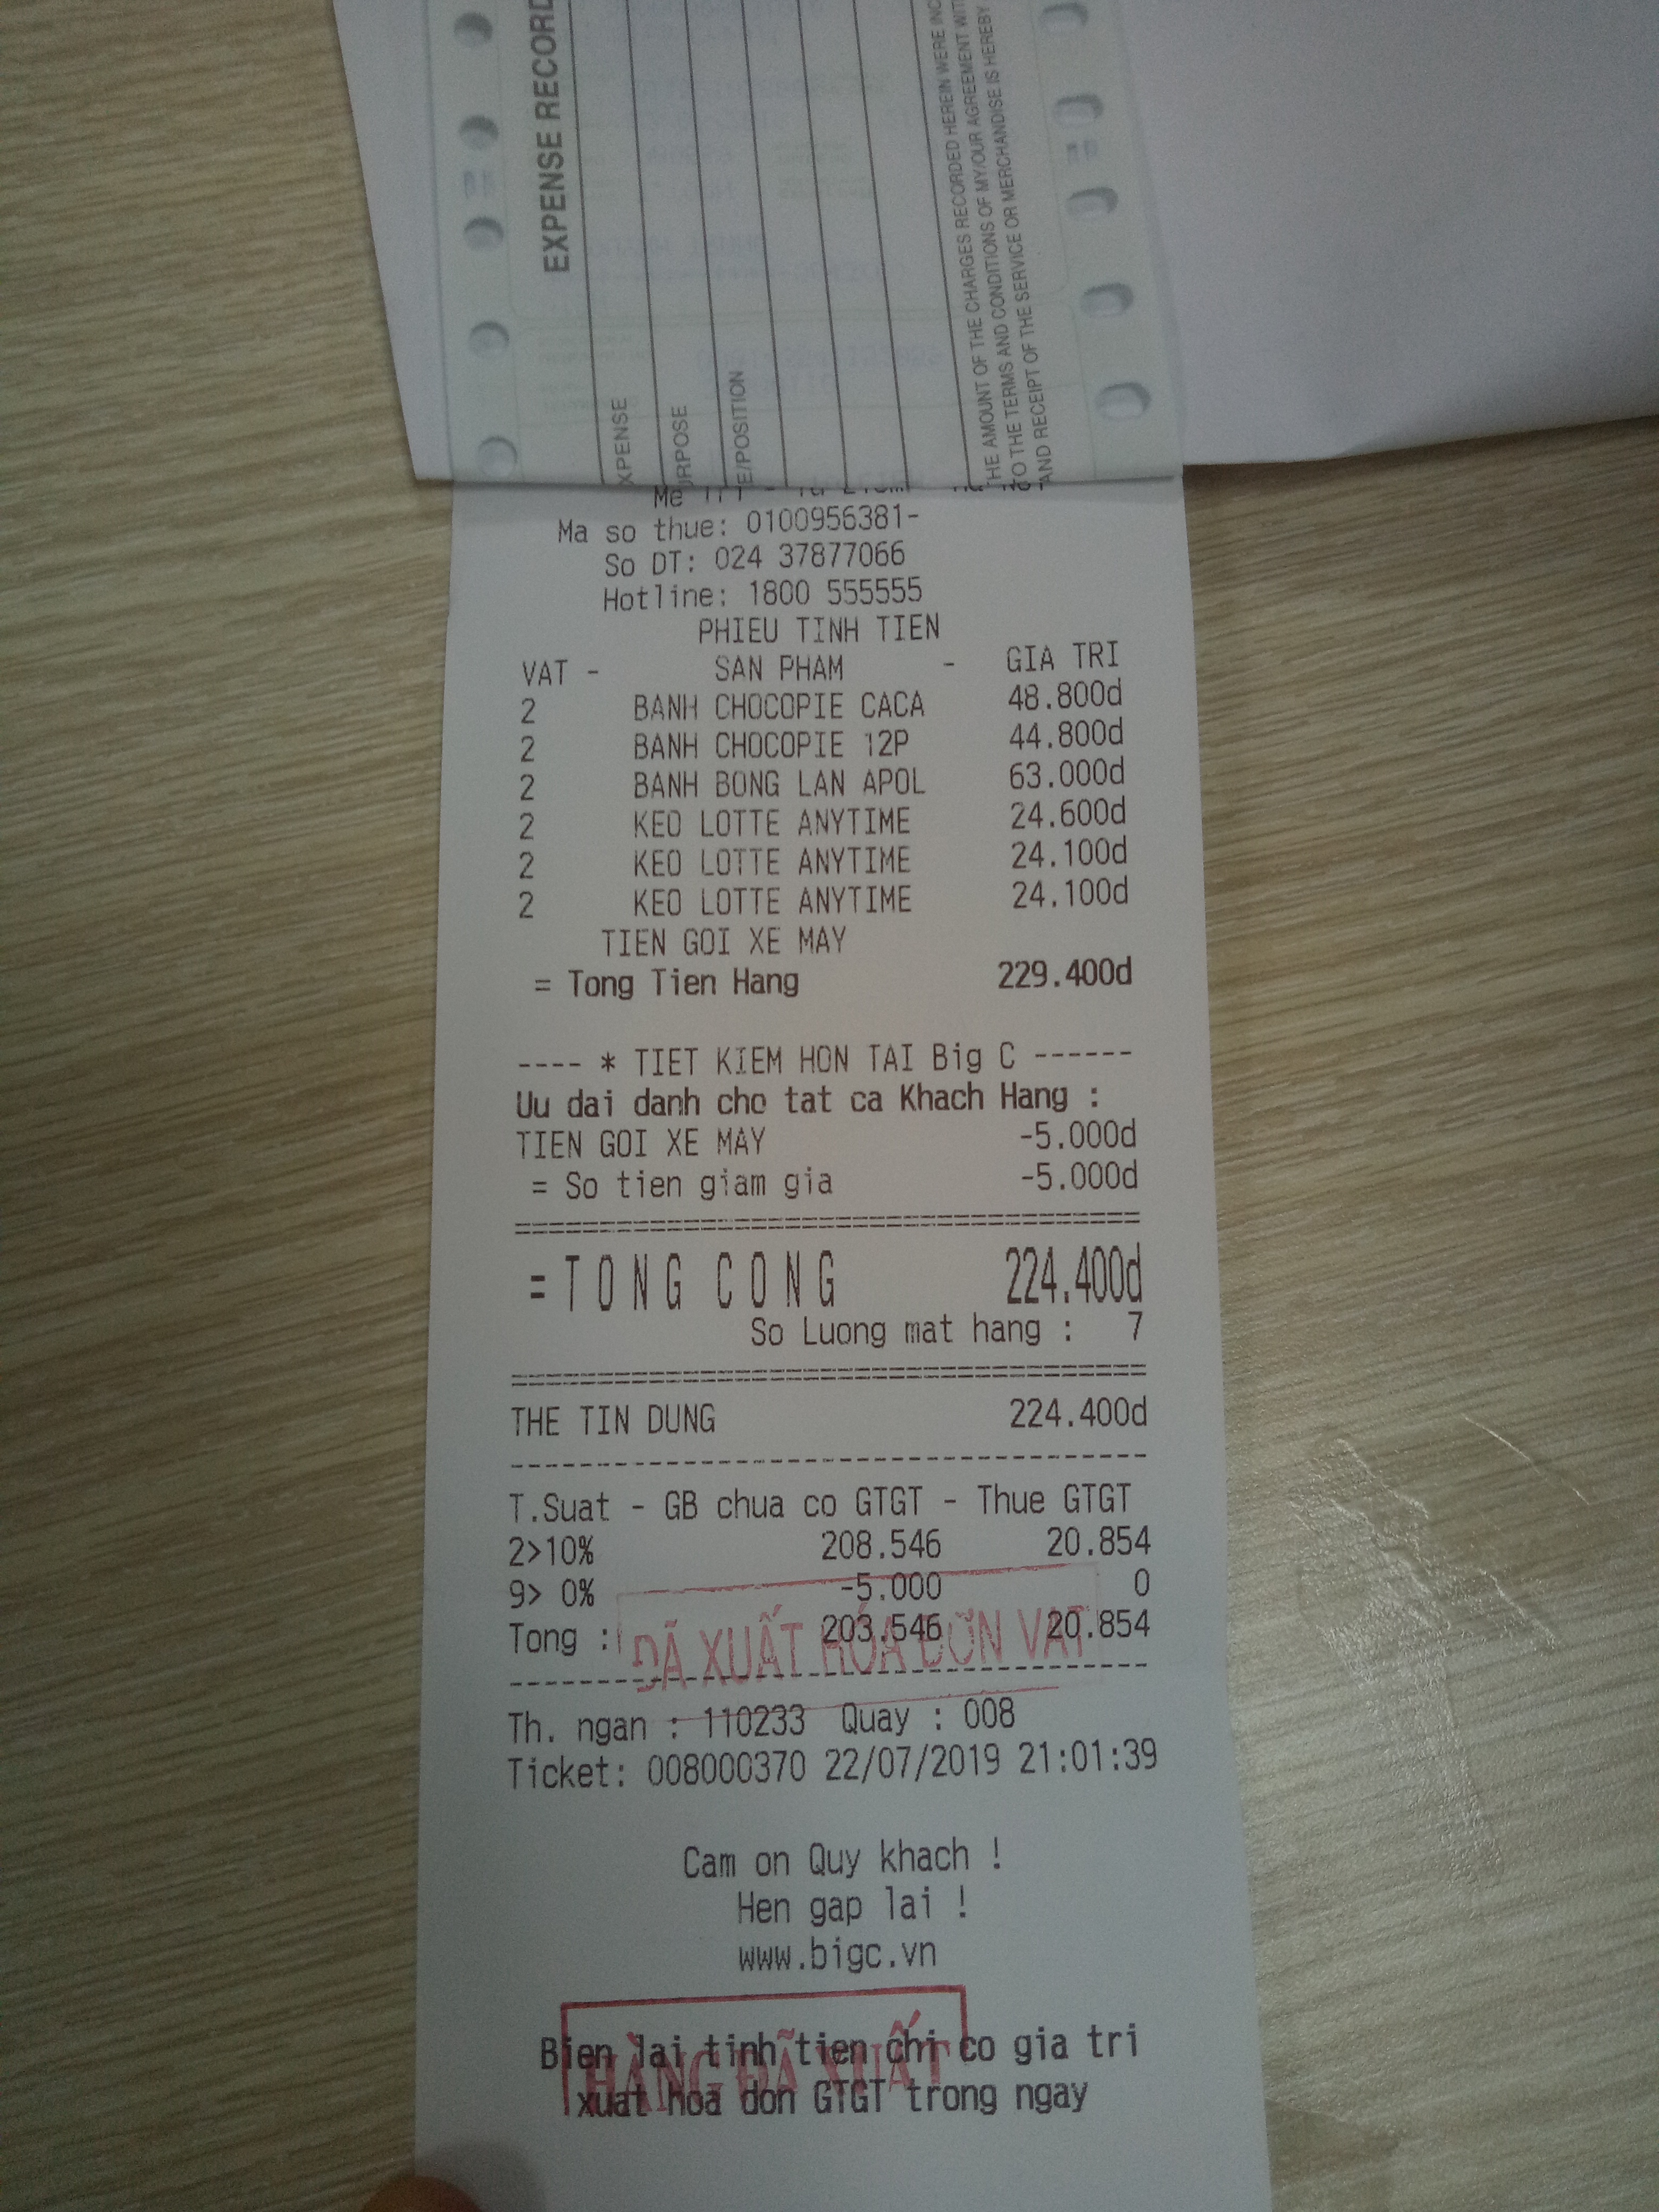 EXPENSE RECORD
XPENSE
URPOSE
E/POSITION
HE AMOUNT OF THE CHARGES RECORDED HEREIN WERE INC
TO THE TERMS AND CONDITIONS OF MY/OUR AGREEMENT WIT
AND RECEIPT OF THE SERVICE OR MERCHANDISE IS HEREBY
Ma so thue: 0100956381-
So DT: 024 37877066
Hotline: 1800 555555
PHIEU TINH TIEN
VAT - SAN PHAM - GIA TRI
2 BANH CHOCOPIE CACA 48.800d
2 BANH CHOCOPIE 12P 44.800d
2 BANH BONG LAN APOL 63.000d
2 KEO LOTTE ANYTIME 24.600d
2 KEO LOTTE ANYTIME 24.100d
2 KEO LOTTE ANYTIME 24.100d
TIEN GOI XE MAY
= Tong Tien Hang 229.400d
---- * TIET KIEM HON TAI Big C ------
Uu dai danh cho tat ca Khach Hang :
TIEN GOI XE MAY -5.000d
= So tien giam gia -5.000d
=TONG CONG 224.400d
So Luong mat hang : 7
THE TIN DUNG 224.400d
T.Suat - GB chua co GTGT - Thue GTGT
2>10% 208.546 20.854
9> 0% -5.000 0
Tong : 203.546 20.854
ĐÃ XUẤT HÓA ĐƠN VAT
Th. ngan : 110233 Quay : 008
Ticket: 008000370 22/07/2019 21:01:39
Cam on Quy khach !
Hen gap lai !
www.bigc.vn
Bien lai tinh tien chi co gia tri
HÀNG ĐÃ XUẤT
xuat hoa don GTGT trong ngay